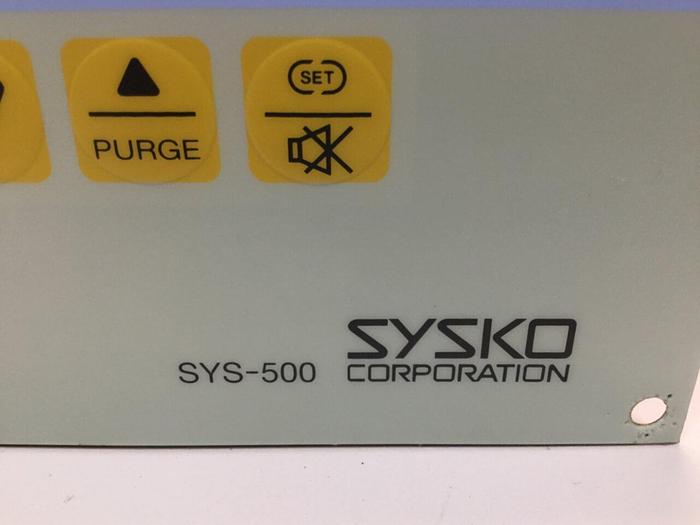 SET
PURGE
SYS-500
SYSKO
CORPORATION